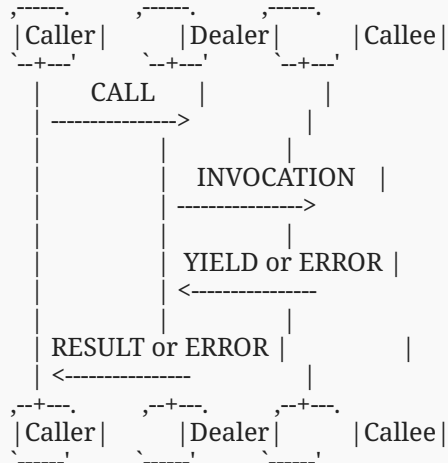 ,------.          ,------.          ,------.
|Caller|          |Dealer|          |Callee|
`--+---'          `--+---'          `--+---'
|       CALL      |                 |
| ---------------->                 |
|                 |                 |
|                 |    INVOCATION   |
|                 | ---------------->
|                 |                 |
|                 |  YIELD or ERROR |
|                 | <----------------
|                 |                 |
| RESULT or ERROR |                 |
| <----------------                 |
,--+---.          ,--+---.          ,--+---.
|Caller|          |Dealer|          |Callee|
`------'          `------'          `------'